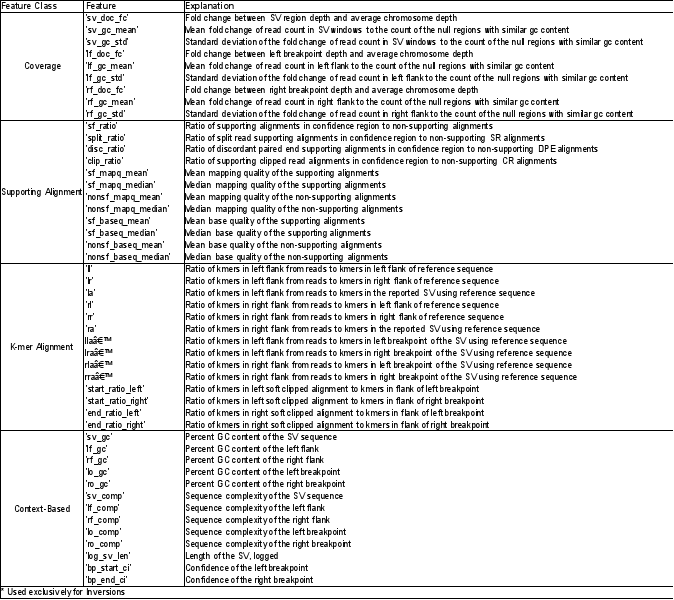 Feature Class Feature Explanation
'sv_doc_fc' Fold change between SV region depth and average chromosome depth
'sv_gc_mean' Mean fold change of read count in SV windows to the count of the null regions with similar gc content
'sv_gc_std' Standard deviation of the fold change of read count in SV windows to the count of the null regions with similar gc content
'lf_doc_fc' Fold change between left breakpoint depth and average chromosome depth
Coverage 'lf_gc_mean' Mean fold change of read count in left flank to the count of the null regions with similar gc content
'lf_gc_std' Standard deviation of the fold change of read count in left flank to the count of the null regions with similar gc content
'rf_doc_fc' Fold change between right breakpoint depth and average chromosome depth
'rf_gc_mean' Mean fold change of read count in right flank to the count of the null regions with similar gc content
'rf_gc_std' Standard deviation of the fold change of read count in right flank to the count of the null regions with similar gc content
'sf_ratio' Ratio of supporting alignments in confidence region to non-supporting alignments
'split_ratio' Ratio of split read supporting alignments in confidence region to non-supporting SR alignments
'disc_ratio' Ratio of discordant paired end supporting alignments in confidence region to non-supporting DPE alignments
'clip_ratio' Ratio of supporting clipped read alignments in confidence region to non-supporting CR alignments
'sf_mapq_mean' Mean mapping quality of the supporting alignments
'sf_mapq_median' Median mapping quality of the supporting alignments
Supporting Alignment 'nonsf_mapq_mean' Mean mapping quality of the non-supporting alignments
'nonsf_mapq_median' Median mapping quality of the non-supporting alignments
'sf_baseq_mean' Mean base quality of the supporting alignments
'sf_baseq_median' Median base quality of the supporting alignments
'nonsf_baseq_mean' Mean base quality of the non-supporting alignments
'nonsf_baseq_median' Median base quality of the non-supporting alignments
'll' Ratio of kmers in left flank from reads to kmers in left flank of reference sequence
'lr' Ratio of kmers in left flank from reads to kmers in right flank of reference sequence
'la' Ratio of kmers in left flank from reads to kmers in the reported SV using reference sequence
'rl' Ratio of kmers in right flank from reads to kmers in left flank of reference sequence
'rr' Ratio of kmers in right flank from reads to kmers in right flank of reference sequence
'ra' Ratio of kmers in right flank from reads to kmers in the reported SV using reference sequence
K-mer Alignment llaâ€™ Ratio of kmers in left flank from reads to kmers in left breakpoint of the SV using reference sequence
lraâ€™ Ratio of kmers in left flank from reads to kmers in right breakpoint of the SV using reference sequence
rlaâ€™ Ratio of kmers in right flank from reads to kmers in left breakpoint of the SV using reference sequence
rraâ€™ Ratio of kmers in right flank from reads to kmers in right breakpoint of the SV using reference sequence
'start_ratio_left' Ratio of kmers in left soft clipped alignment to kmers in flank of left breakpoint
'start_ratio_right' Ratio of kmers in left soft clipped alignment to kmers in flank of right breakpoint
'end_ratio_left' Ratio of kmers in right soft clipped alignment to kmers in flank of left breakpoint
'end_ratio_right' Ratio of kmers in right soft clipped alignment to kmers in flank of right breakpoint
'sv_gc' Percent GC content of the SV sequence
'lf_gc' Percent GC content of the left flank
'rf_gc' Percent GC content of the right flank
'lo_gc' Percent GC content of the left breakpoint
'ro_gc' Percent GC content of the right breakpoint
'sv_comp' Sequence complexity of the SV sequence
Context-Based 'lf_comp' Sequence complexity of the left flank
'rf_comp' Sequence complexity of the right flank
'lo_comp' Sequence complexity of the left breakpoint
'ro_comp' Sequence complexity of the right breakpoint
'log_sv_len' Length of the SV, logged
'bp_start_ci' Confidence of the left breakpoint
'bp_end_ci' Confidence of the right breakpoint
* Used exclusively for Inversions